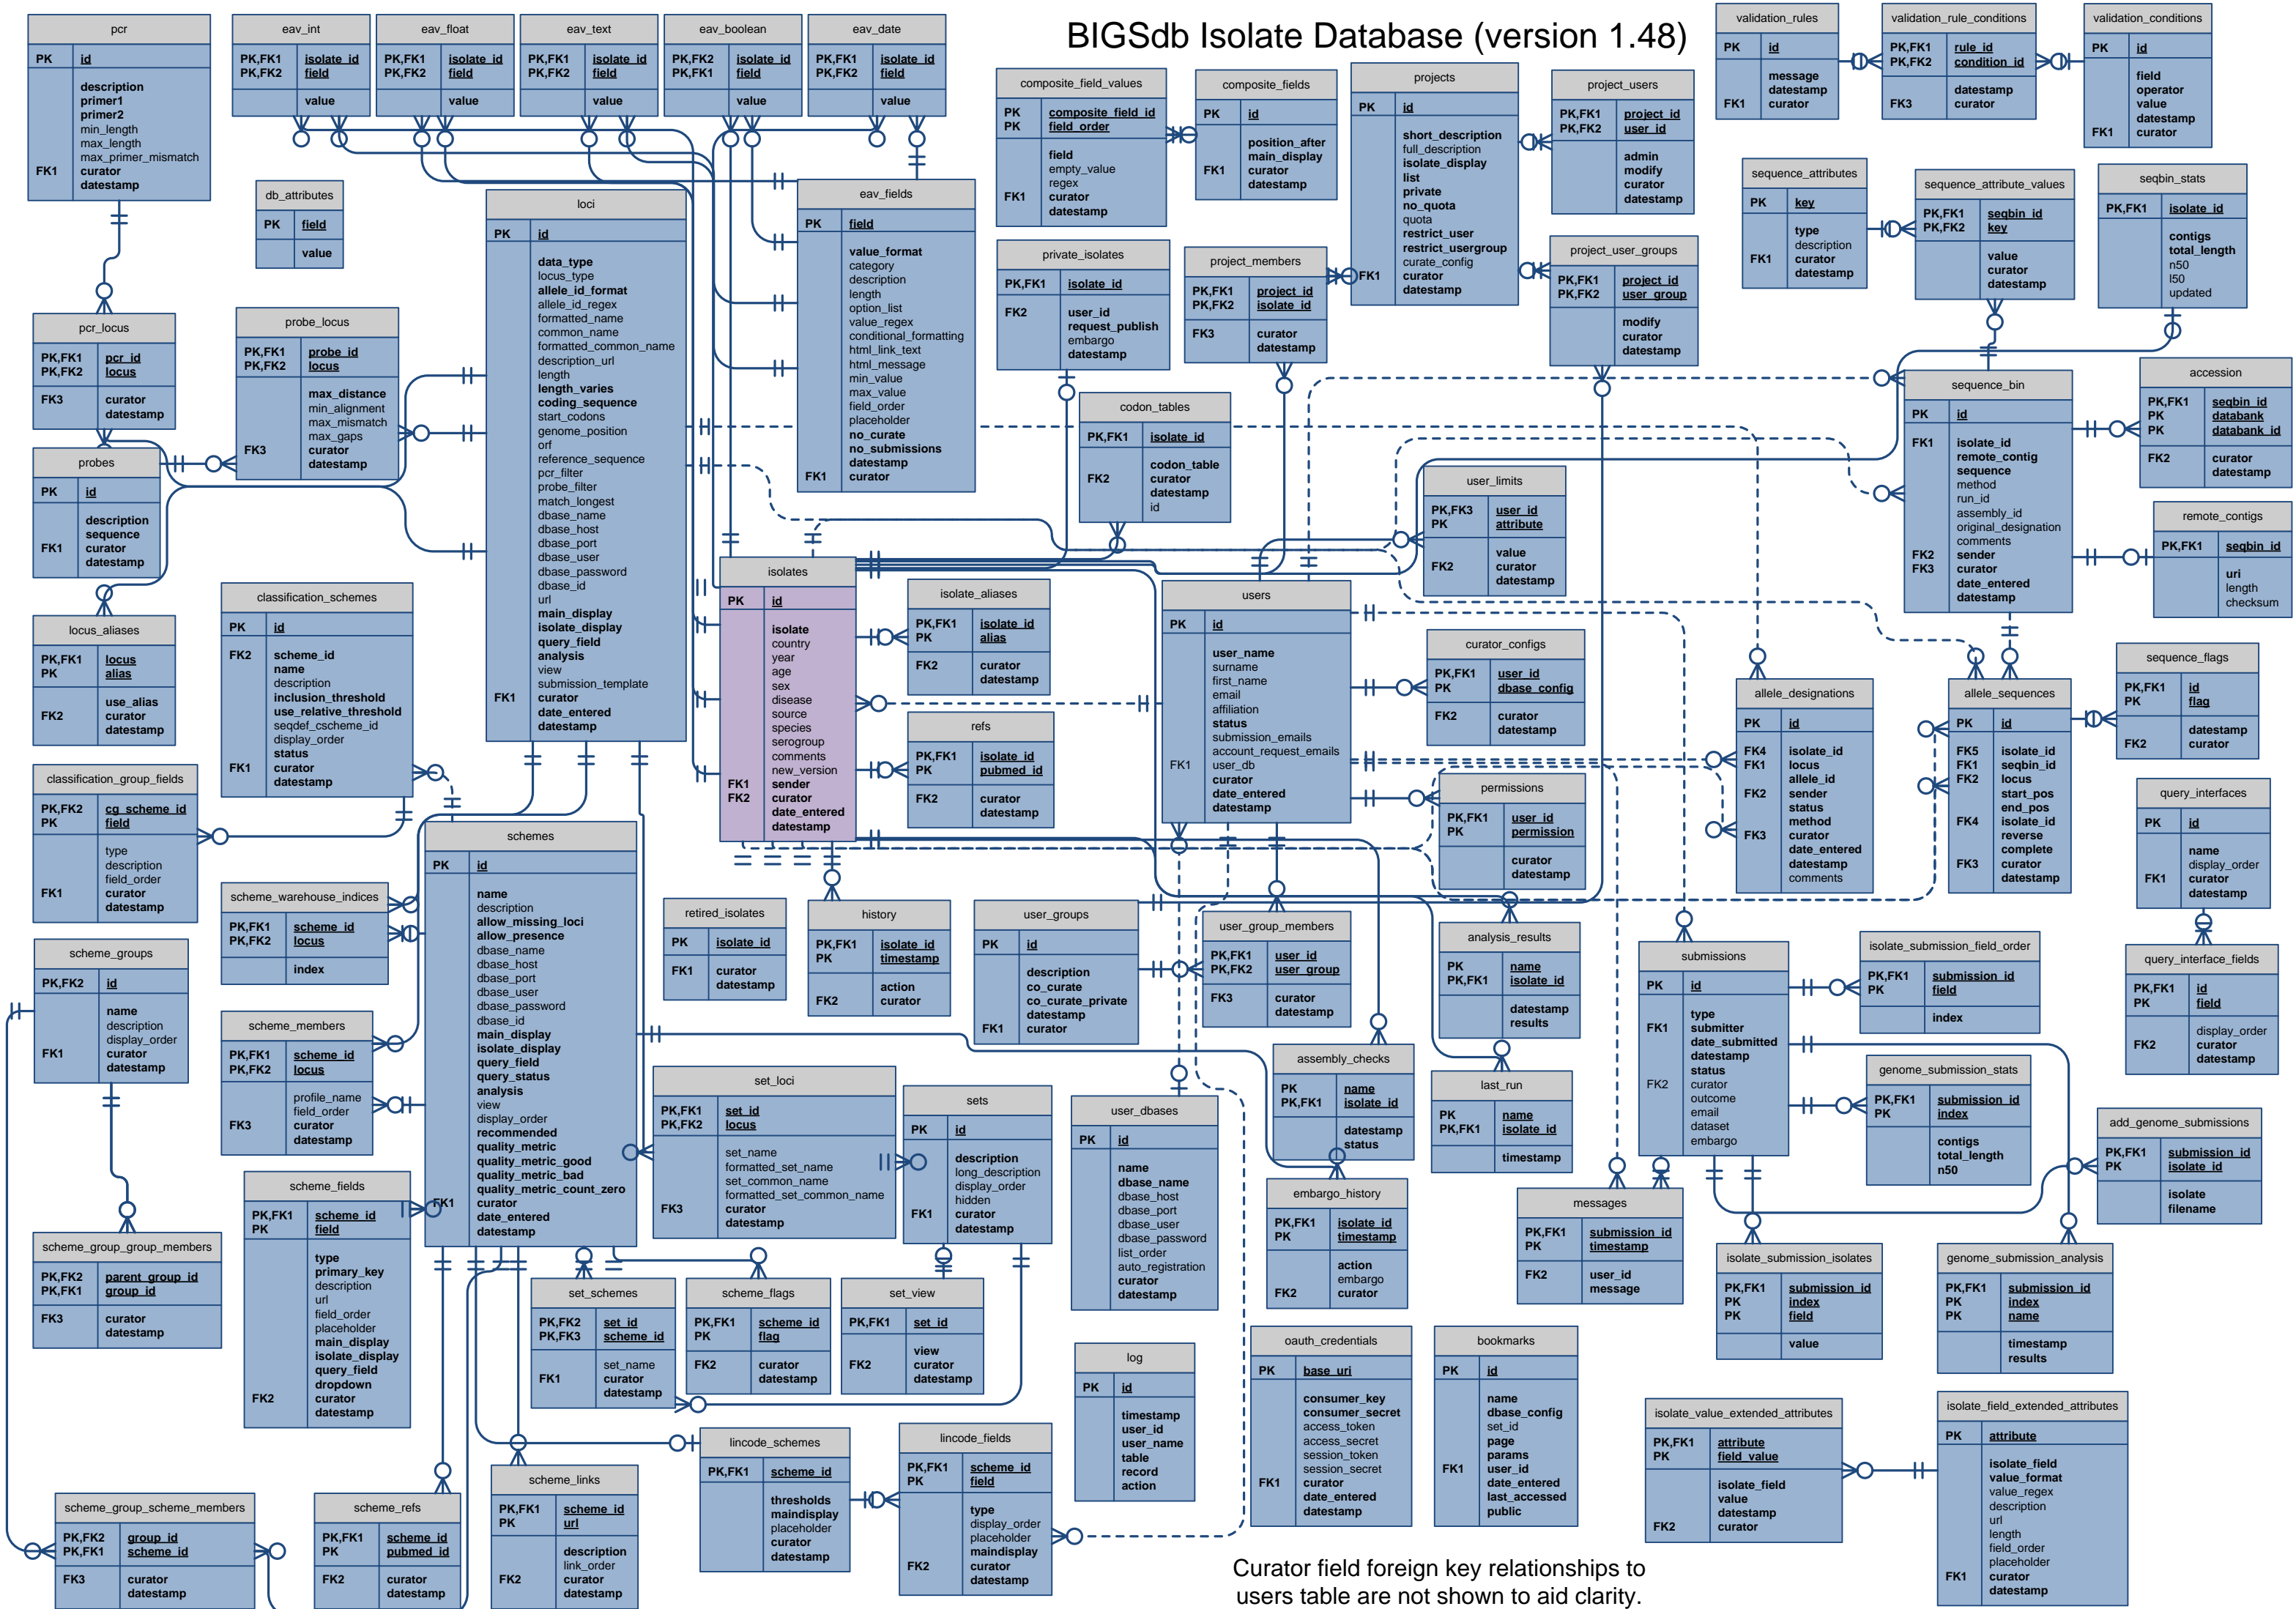 BIGSdb Isolate Database (version 1.48)
pcr
PK id
description
primer1
primer2
min_length
max_length
max_primer_mismatch
FK1 curator
datestamp
eav_int
PK,FK1 isolate_id
PK,FK2 field
value
eav_float
PK,FK1 isolate_id
PK,FK2 field
value
eav_text
PK,FK1 isolate_id
PK,FK2 field
value
eav_boolean
PK,FK2 isolate_id
PK,FK1 field
value
eav_date
PK,FK1 isolate_id
PK,FK2 field
value
validation_rules
PK id
message
datestamp
FK1 curator
validation_rule_conditions
PK,FK1 rule_id
PK,FK2 condition_id
datestamp
FK3 curator
validation_conditions
PK id
field
operator
value
datestamp
FK1 curator
composite_field_values
PK composite_field_id
PK field_order
field
empty_value
regex
FK1 curator
datestamp
composite_fields
PK id
position_after
main_display
FK1 curator
datestamp
projects
PK id
short_description
full_description
isolate_display
list
private
no_quota
quota
restrict_user
restrict_usergroup
curate_config
FK1 curator
datestamp
project_users
PK,FK1 project_id
PK,FK2 user_id
admin
modify
curator
datestamp
db_attributes
PK field
value
loci
PK id
data_type
locus_type
allele_id_format
allele_id_regex
formatted_name
common_name
formatted_common_name
description_url
length
length_varies
coding_sequence
start_codons
genome_position
orf
reference_sequence
pcr_filter
probe_filter
match_longest
dbase_name
dbase_host
dbase_port
dbase_user
dbase_password
dbase_id
url
main_display
isolate_display
query_field
analysis
view
submission_template
FK1 curator
date_entered
datestamp
eav_fields
PK field
value_format
category
description
length
option_list
value_regex
conditional_formatting
html_link_text
html_message
min_value
max_value
field_order
placeholder
no_curate
no_submissions
datestamp
FK1 curator
sequence_attributes
PK key
type
description
FK1 curator
datestamp
sequence_attribute_values
PK,FK1 seqbin_id
PK,FK2 key
value
curator
datestamp
seqbin_stats
PK,FK1 isolate_id
contigs
total_length
n50
l50
updated
private_isolates
PK,FK1 isolate_id
FK2 user_id
request_publish
embargo
datestamp
project_members
PK,FK1 project_id
PK,FK2 isolate_id
FK3 curator
datestamp
project_user_groups
PK,FK1 project_id
PK,FK2 user_group
modify
curator
datestamp
pcr_locus
PK,FK1 pcr_id
PK,FK2 locus
FK3 curator
datestamp
probe_locus
PK,FK1 probe_id
PK,FK2 locus
max_distance
min_alignment
max_mismatch
max_gaps
FK3 curator
datestamp
codon_tables
PK,FK1 isolate_id
codon_table
FK2 curator
datestamp
id
sequence_bin
PK id
FK1 isolate_id
remote_contig
sequence
method
run_id
assembly_id
original_designation
comments
FK2 sender
FK3 curator
date_entered
datestamp
accession
PK,FK1 seqbin_id
PK databank
PK databank_id
FK2 curator
datestamp
probes
PK id
description
sequence
FK1 curator
datestamp
user_limits
PK,FK3 user_id
PK attribute
value
FK2 curator
datestamp
remote_contigs
PK,FK1 seqbin_id
uri
length
checksum
isolates
PK id
isolate
country
year
age
sex
disease
source
species
serogroup
comments
new_version
FK1 sender
FK2 curator
date_entered
datestamp
isolate_aliases
PK,FK1 isolate_id
PK alias
FK2 curator
datestamp
users
PK id
user_name
surname
first_name
email
affiliation
status
submission_emails
account_request_emails
FK1 user_db
curator
date_entered
datestamp
classification_schemes
PK id
FK2 scheme_id
name
description
inclusion_threshold
use_relative_threshold
seqdef_cscheme_id
display_order
status
FK1 curator
datestamp
locus_aliases
PK,FK1 locus
PK alias
use_alias
FK2 curator
datestamp
curator_configs
PK,FK1 user_id
PK dbase_config
FK2 curator
datestamp
allele_designations
PK id
FK4 isolate_id
FK1 locus
allele_id
FK2 sender
status
method
FK3 curator
date_entered
datestamp
comments
allele_sequences
PK id
FK5 isolate_id
FK1 seqbin_id
FK2 locus
start_pos
end_pos
FK4 isolate_id
reverse
complete
FK3 curator
datestamp
sequence_flags
PK,FK1 id
PK flag
datestamp
FK2 curator
refs
PK,FK1 isolate_id
PK pubmed_id
FK2 curator
datestamp
classification_group_fields
PK,FK2 cg_scheme_id
PK field
type
description
field_order
FK1 curator
datestamp
permissions
PK,FK1 user_id
PK permission
curator
datestamp
query_interfaces
PK id
name
display_order
FK1 curator
datestamp
schemes
PK id
name
description
allow_missing_loci
allow_presence
dbase_name
dbase_host
dbase_port
dbase_user
dbase_password
dbase_id
main_display
isolate_display
query_field
query_status
analysis
view
display_order
recommended
quality_metric
quality_metric_good
quality_metric_bad
quality_metric_count_zero
FK1 curator
date_entered
datestamp
scheme_warehouse_indices
PK,FK1 scheme_id
PK,FK2 locus
index
retired_isolates
PK isolate_id
FK1 curator
datestamp
history
PK,FK1 isolate_id
PK timestamp
action
FK2 curator
user_groups
PK id
description
co_curate
co_curate_private
datestamp
FK1 curator
user_group_members
PK,FK1 user_id
PK,FK2 user_group
FK3 curator
datestamp
analysis_results
PK name
PK,FK1 isolate_id
datestamp
results
submissions
PK id
type
FK1 submitter
date_submitted
datestamp
status
FK2 curator
outcome
email
dataset
embargo
isolate_submission_field_order
PK,FK1 submission_id
PK field
index
query_interface_fields
PK,FK1 id
PK field
display_order
FK2 curator
datestamp
scheme_groups
PK,FK2 id
name
description
display_order
FK1 curator
datestamp
scheme_members
PK,FK1 scheme_id
PK,FK2 locus
profile_name
field_order
FK3 curator
datestamp
assembly_checks
PK name
PK,FK1 isolate_id
datestamp
status
last_run
PK name
PK,FK1 isolate_id
timestamp
genome_submission_stats
PK,FK1 submission_id
PK index
contigs
total_length
n50
set_loci
PK,FK1 set_id
PK,FK2 locus
set_name
formatted_set_name
set_common_name
formatted_set_common_name
FK3 curator
datestamp
sets
PK id
description
long_description
display_order
hidden
FK1 curator
datestamp
user_dbases
PK id
name
dbase_name
dbase_host
dbase_port
dbase_user
dbase_password
list_order
auto_registration
curator
datestamp
add_genome_submissions
PK,FK1 submission_id
PK isolate_id
isolate
filename
scheme_fields
PK,FK1 scheme_id
PK field
type
primary_key
description
url
field_order
placeholder
main_display
isolate_display
query_field
dropdown
FK2 curator
datestamp
embargo_history
PK,FK1 isolate_id
PK timestamp
action
embargo
FK2 curator
messages
PK,FK1 submission_id
PK timestamp
FK2 user_id
message
scheme_group_group_members
PK,FK2 parent_group_id
PK,FK1 group_id
FK3 curator
datestamp
isolate_submission_isolates
PK,FK1 submission_id
PK index
PK field
value
genome_submission_analysis
PK,FK1 submission_id
PK index
PK name
timestamp
results
set_schemes
PK,FK2 set_id
PK,FK3 scheme_id
set_name
FK1 curator
datestamp
scheme_flags
PK,FK1 scheme_id
PK flag
FK2 curator
datestamp
set_view
PK,FK1 set_id
view
FK2 curator
datestamp
log
PK id
timestamp
user_id
user_name
table
record
action
oauth_credentials
PK base_uri
consumer_key
consumer_secret
access_token
access_secret
session_token
session_secret
FK1 curator
date_entered
datestamp
bookmarks
PK id
name
dbase_config
set_id
page
params
FK1 user_id
date_entered
last_accessed
public
isolate_value_extended_attributes
PK,FK1 attribute
PK field_value
isolate_field
value
datestamp
FK2 curator
isolate_field_extended_attributes
PK attribute
isolate_field
value_format
value_regex
description
url
length
field_order
placeholder
FK1 curator
datestamp
lincode_schemes
PK,FK1 scheme_id
thresholds
maindisplay
placeholder
curator
datestamp
lincode_fields
PK,FK1 scheme_id
PK field
type
display_order
placeholder
maindisplay
FK2 curator
datestamp
scheme_links
PK,FK1 scheme_id
PK url
description
link_order
FK2 curator
datestamp
scheme_group_scheme_members
PK,FK2 group_id
PK,FK1 scheme_id
FK3 curator
datestamp
scheme_refs
PK,FK1 scheme_id
PK pubmed_id
FK2 curator
datestamp
Curator field foreign key relationships to
users table are not shown to aid clarity.